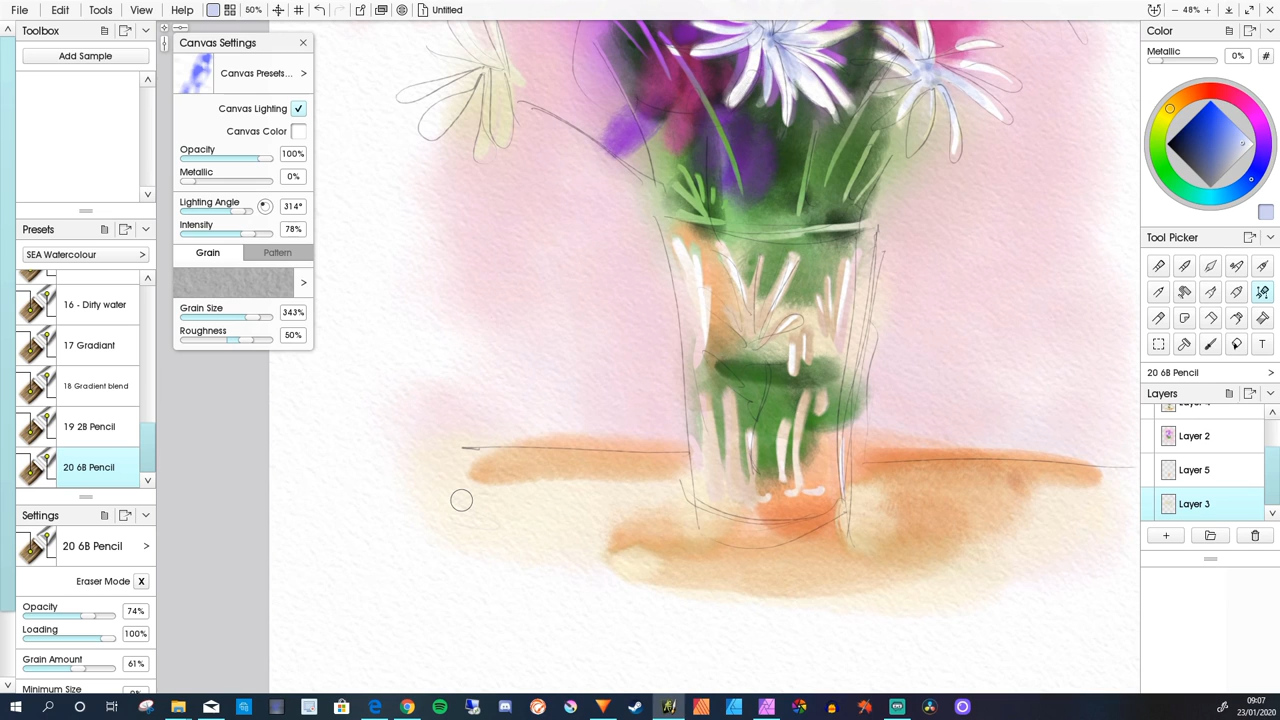 File Edit Tools View Help 50% Untitled 48%
Toolbox
Add Sample
Presets
SEA Watercolour
16 - Dirty water
17 Gradiant
18 Gradient blend
19 2B Pencil
20 6B Pencil
Settings
20 6B Pencil
Eraser Mode X
Opacity 74%
Loading 100%
Grain Amount 61%
Canvas Settings
Canvas Presets...
Canvas Lighting
Canvas Color
Opacity 100%
Metallic 0%
Lighting Angle 314°
Intensity 78%
Grain Pattern
Grain Size 343%
Roughness 50%
Color
Metallic 0% #
Tool Picker
T
20 6B Pencil
Layers
Layer 2
Layer 5
Layer 3
09:07
23/01/2020